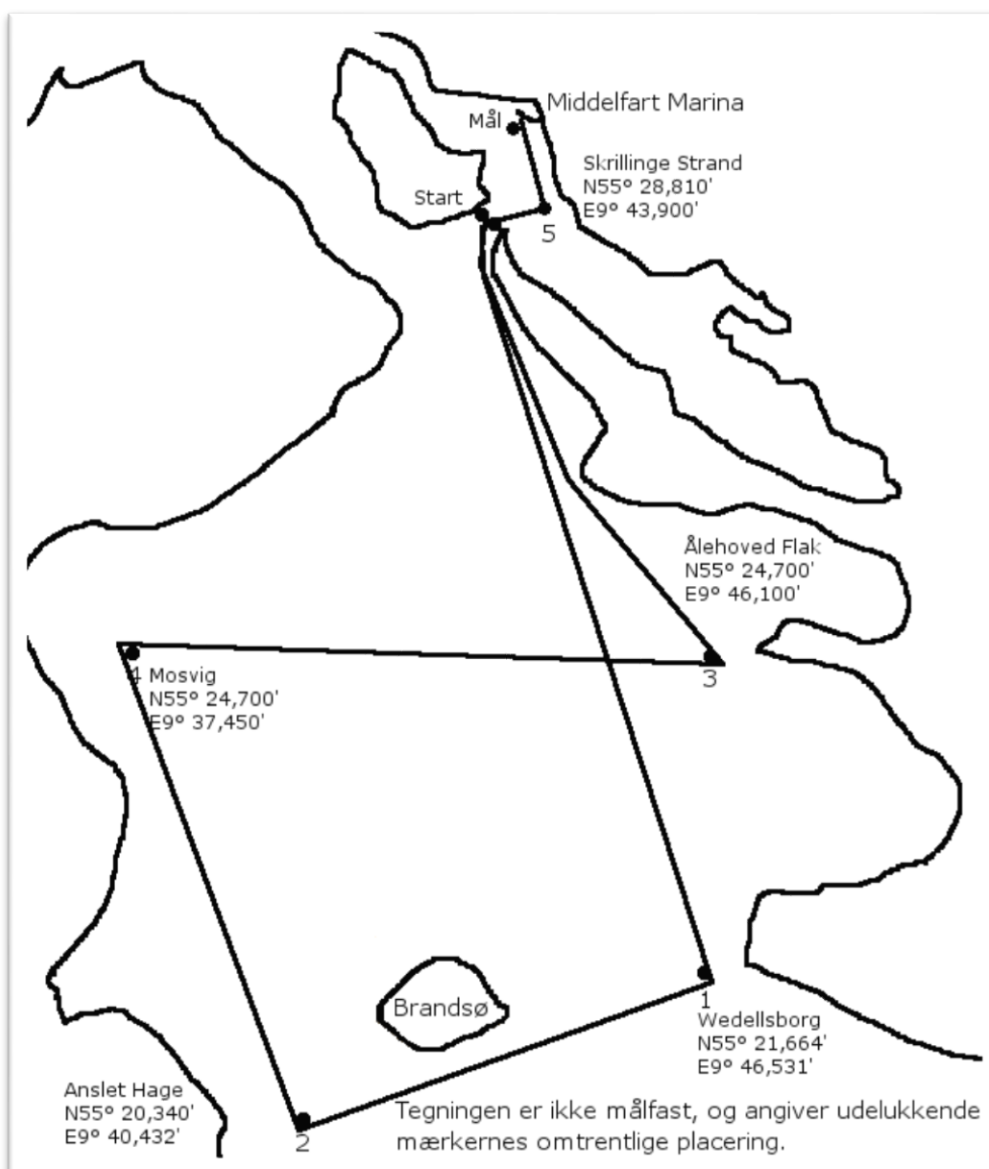 Middelfart Marina
Mål
Skrillinge Strand
N55° 28,810'
E9° 43,900'
Start
5
Ålehoved Flak
N55° 24,700'
E9° 46,100'
3
4 Mosvig
N55° 24,700'
E9° 37,450'
Brandsø
1
Wedellsborg
N55° 21,664'
E9° 46,531'
Anslet Hage
N55° 20,340'
E9° 40,432'
2
Tegningen er ikke målfast, og angiver udelukkende
mærkernes omtrentlige placering.